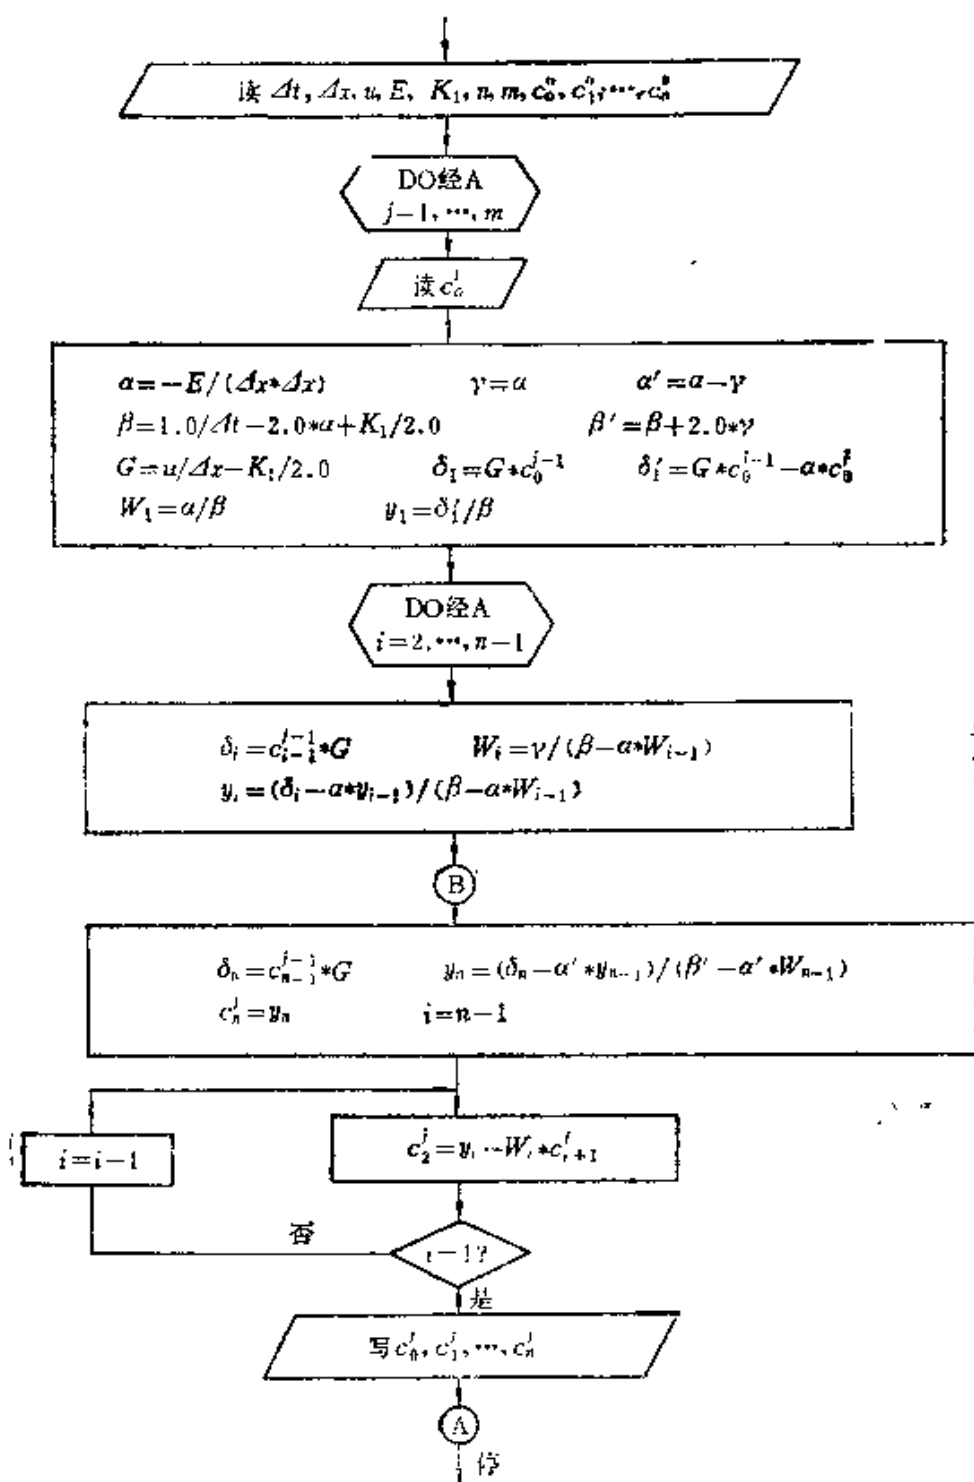 读 Δt, Δx, u, E, K₁, n, m, c₀⁰, c₁⁰, ···, cₙ⁰
DO经A
j=1, ···, m
读 c₀ʲ
α=-E/(Δx*Δx) γ=α α′=α-γ
β=1.0/Δt-2.0*α+K₁/2.0 β′=β+2.0*γ
G=u/Δx-K₁/2.0 δ₁=G*c₀ʲ⁻¹ δ₁′=G*c₀ʲ⁻¹-α*c₀ʲ
W₁=α/β y₁=δ₁′/β
DO经A
i=2, ···, n-1
δᵢ=cᵢ₋₁ʲ⁻¹*G Wᵢ=γ/(β-α*Wᵢ₋₁)
yᵢ=(δᵢ-α*yᵢ₋₁)/(β-α*Wᵢ₋₁)
B
δₙ=cₙ₋₁ʲ⁻¹*G yₙ=(δₙ-α′*yₙ₋₁)/(β′-α′*Wₙ₋₁)
cₙʲ=yₙ i=n-1
i=i-1
c₂ʲ=yᵢ-Wᵢ*cᵢ₊₁ʲ
否
i=1?
是
写 c₀ʲ, c₁ʲ, ···, cₙʲ
A
停